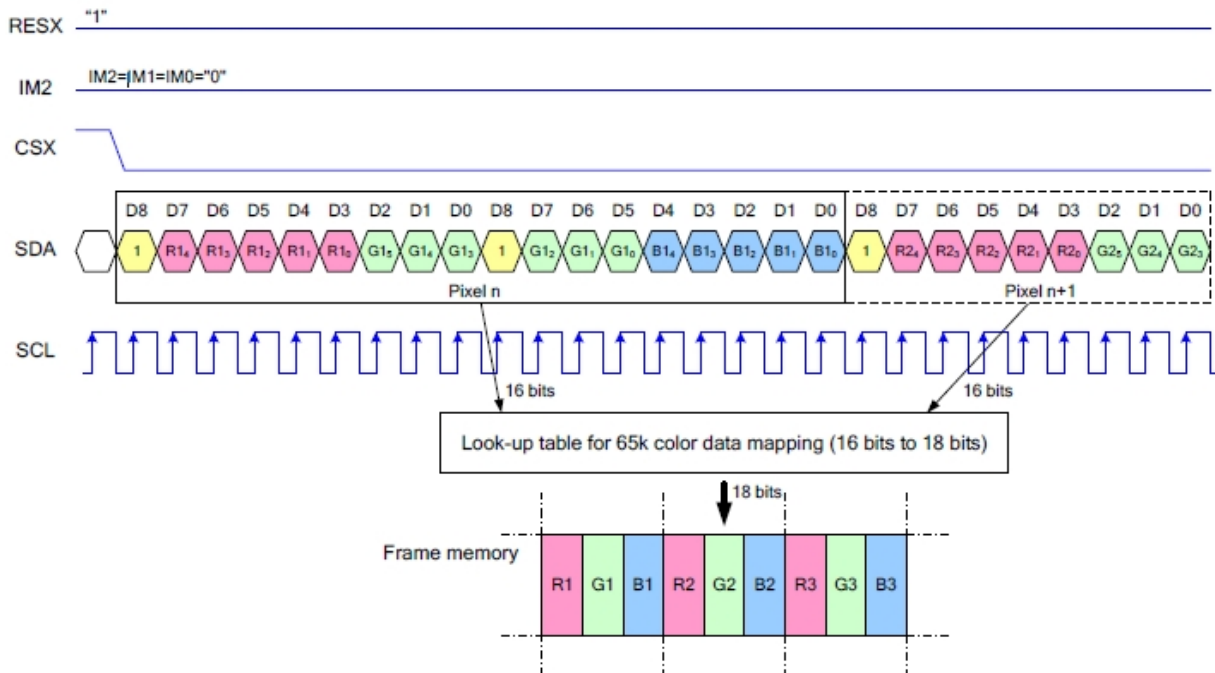 RESX "1"
IM2 IM2=IM1=IM0="0"
CSX
D8 D7 D6 D5 D4 D3 D2 D1 D0 D8 D7 D6 D5 D4 D3 D2 D1 D0 D8 D7 D6 D5 D4 D3 D2 D1 D0
SDA 1 R1₄ R1₃ R1₂ R1₁ R1₀ G1₅ G1₄ G1₃ 1 G1₂ G1₁ G1₀ B1₄ B1₃ B1₂ B1₁ B1₀ 1 R2₄ R2₃ R2₂ R2₁ R2₀ G2₅ G2₄ G2₃
Pixel n Pixel n+1
SCL
16 bits 16 bits
Look-up table for 65k color data mapping (16 bits to 18 bits)
18 bits
Frame memory
R1 G1 B1 R2 G2 B2 R3 G3 B3